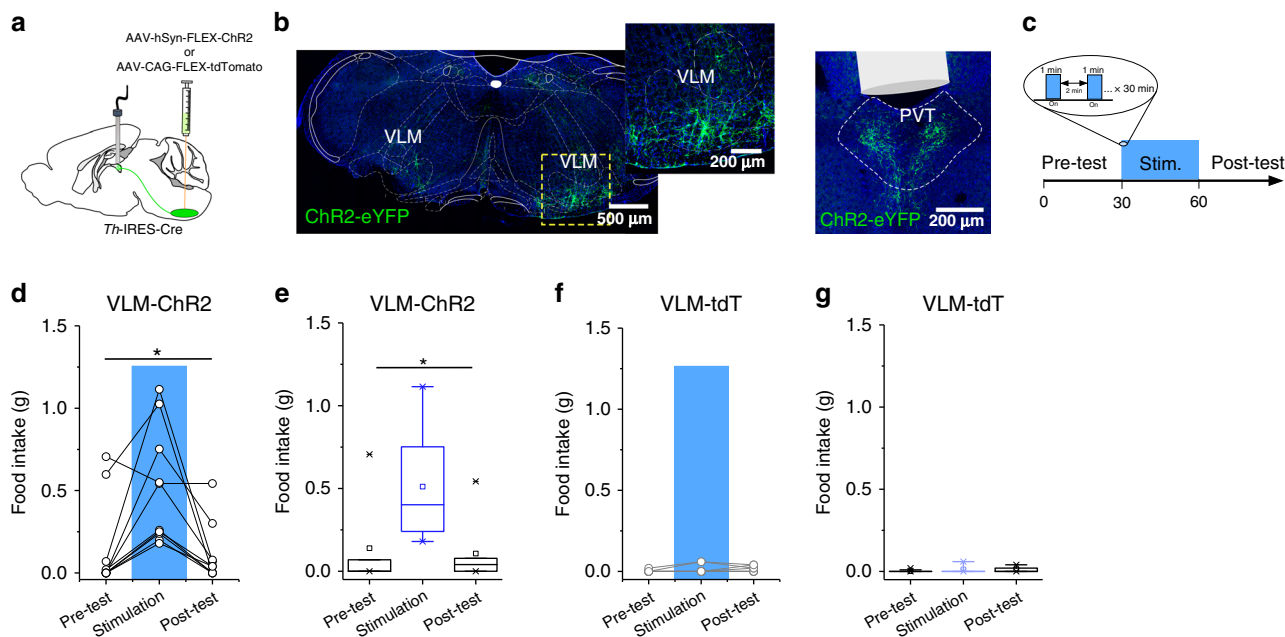 a
AAV-hSyn-FLEX-ChR2
or
AAV-CAG-FLEX-tdTomato
Th-IRES-Cre
b
VLM
VLM
ChR2-eYFP
500 µm
VLM
200 µm
PVT
ChR2-eYFP
200 µm
c
1 min
1 min
2 min
... × 30 min
On
On
Pre-test
Stim.
Post-test
0
30
60
d
VLM-ChR2
*
Food intake (g)
1.5
1.0
0.5
0.0
Pre-test
Stimulation
Post-test
e
VLM-ChR2
*
Food intake (g)
1.5
1.0
0.5
0.0
Pre-test
Stimulation
Post-test
f
VLM-tdT
Food intake (g)
1.5
1.0
0.5
0.0
Pre-test
Stimulation
Post-test
g
VLM-tdT
Food intake (g)
1.5
1.0
0.5
0.0
Pre-test
Stimulation
Post-test